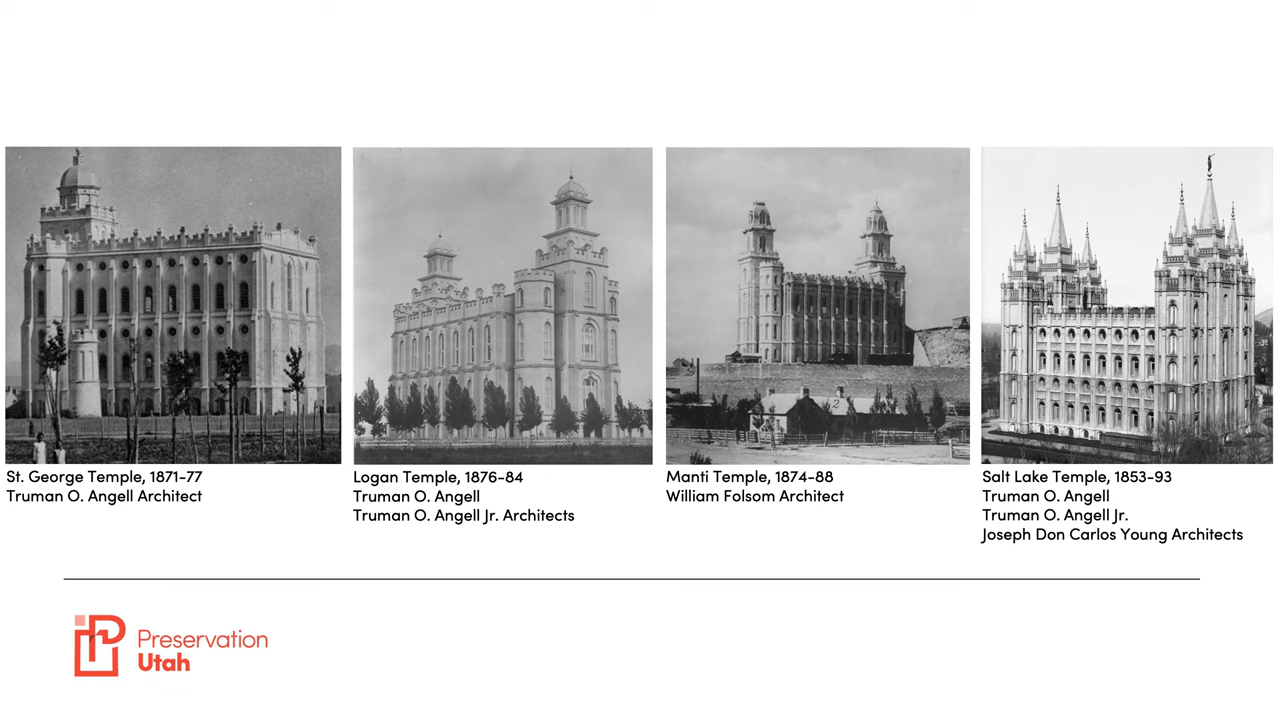 St. George Temple, 1871-77
Truman O. Angell Architect
Logan Temple, 1876-84
Truman O. Angell
Truman O. Angell Jr. Architects
Manti Temple, 1874-88
William Folsom Architect
Salt Lake Temple, 1853-93
Truman O. Angell
Truman O. Angell Jr.
Joseph Don Carlos Young Architects
Preservation
Utah